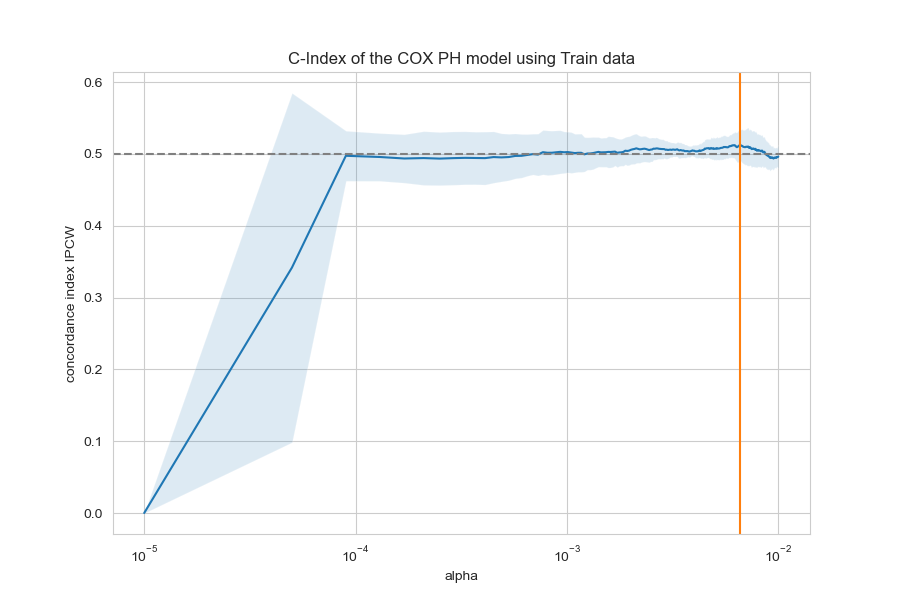 C-Index of the COX PH model using Train data
concordance index IPCW
0.6
0.5
0.4
0.3
0.2
0.1
0.0
10⁻⁵ 10⁻⁴ 10⁻³ 10⁻²
alpha